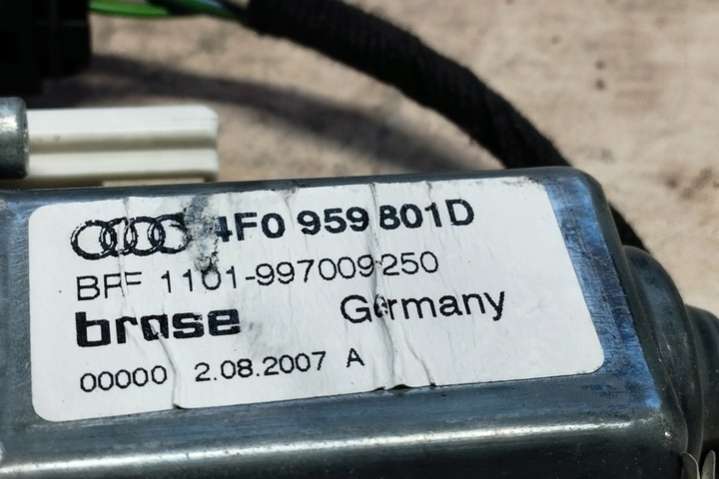 4F0 959 801D
BRF 1101-997009-250
brose Germany
00000 2.08.2007 A